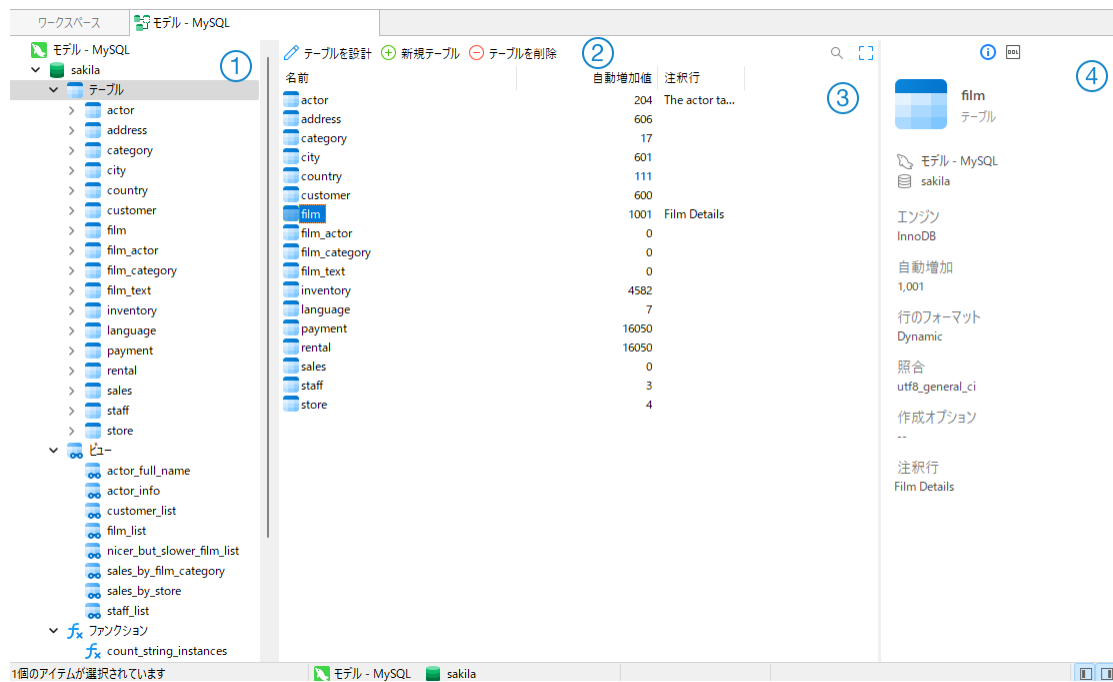 ワークスペース
モデル - MySQL
モデル - MySQL
sakila
テーブル
actor
address
category
city
country
customer
film
film_actor
film_category
film_text
inventory
language
payment
rental
sales
staff
store
ビュー
actor_full_name
actor_info
customer_list
film_list
nicer_but_slower_film_list
sales_by_film_category
sales_by_store
staff_list
ファンクション
count_string_instances
1
テーブルを設計 新規テーブル テーブルを削除
2
名前 自動増加値 注釈行
3
actor 204 The actor ta...
address 606
category 17
city 601
country 111
customer 600
film 1001 Film Details
film_actor 0
film_category 0
film_text 0
inventory 4582
language 7
payment 16050
rental 16050
sales 0
staff 3
store 4
DDL
4
film
テーブル
モデル - MySQL
sakila
エンジン
InnoDB
自動増加
1,001
行のフォーマット
Dynamic
照合
utf8_general_ci
作成オプション
--
注釈行
Film Details
1個のアイテムが選択されています モデル - MySQL sakila